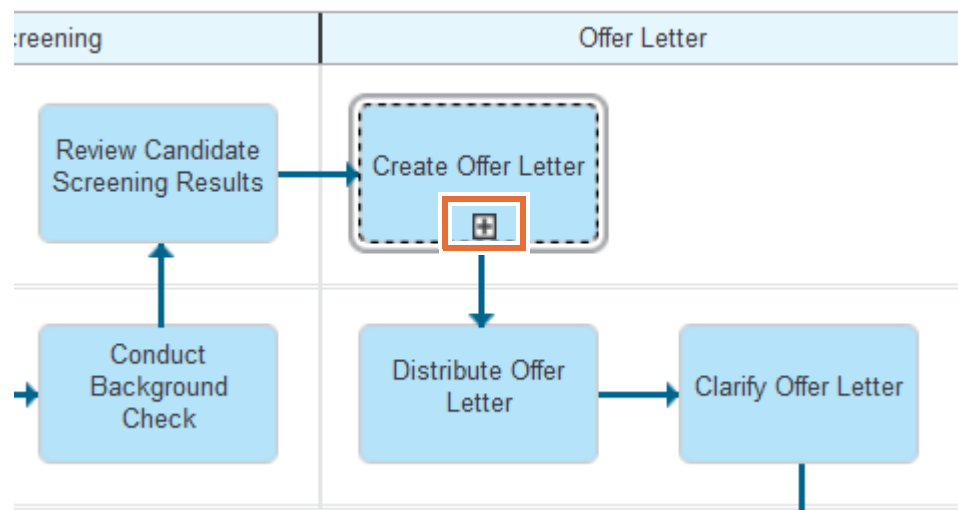 creening
Offer Letter
Review Candidate
Screening Results
Create Offer Letter
Conduct
Background
Check
Distribute Offer
Letter
Clarify Offer Letter